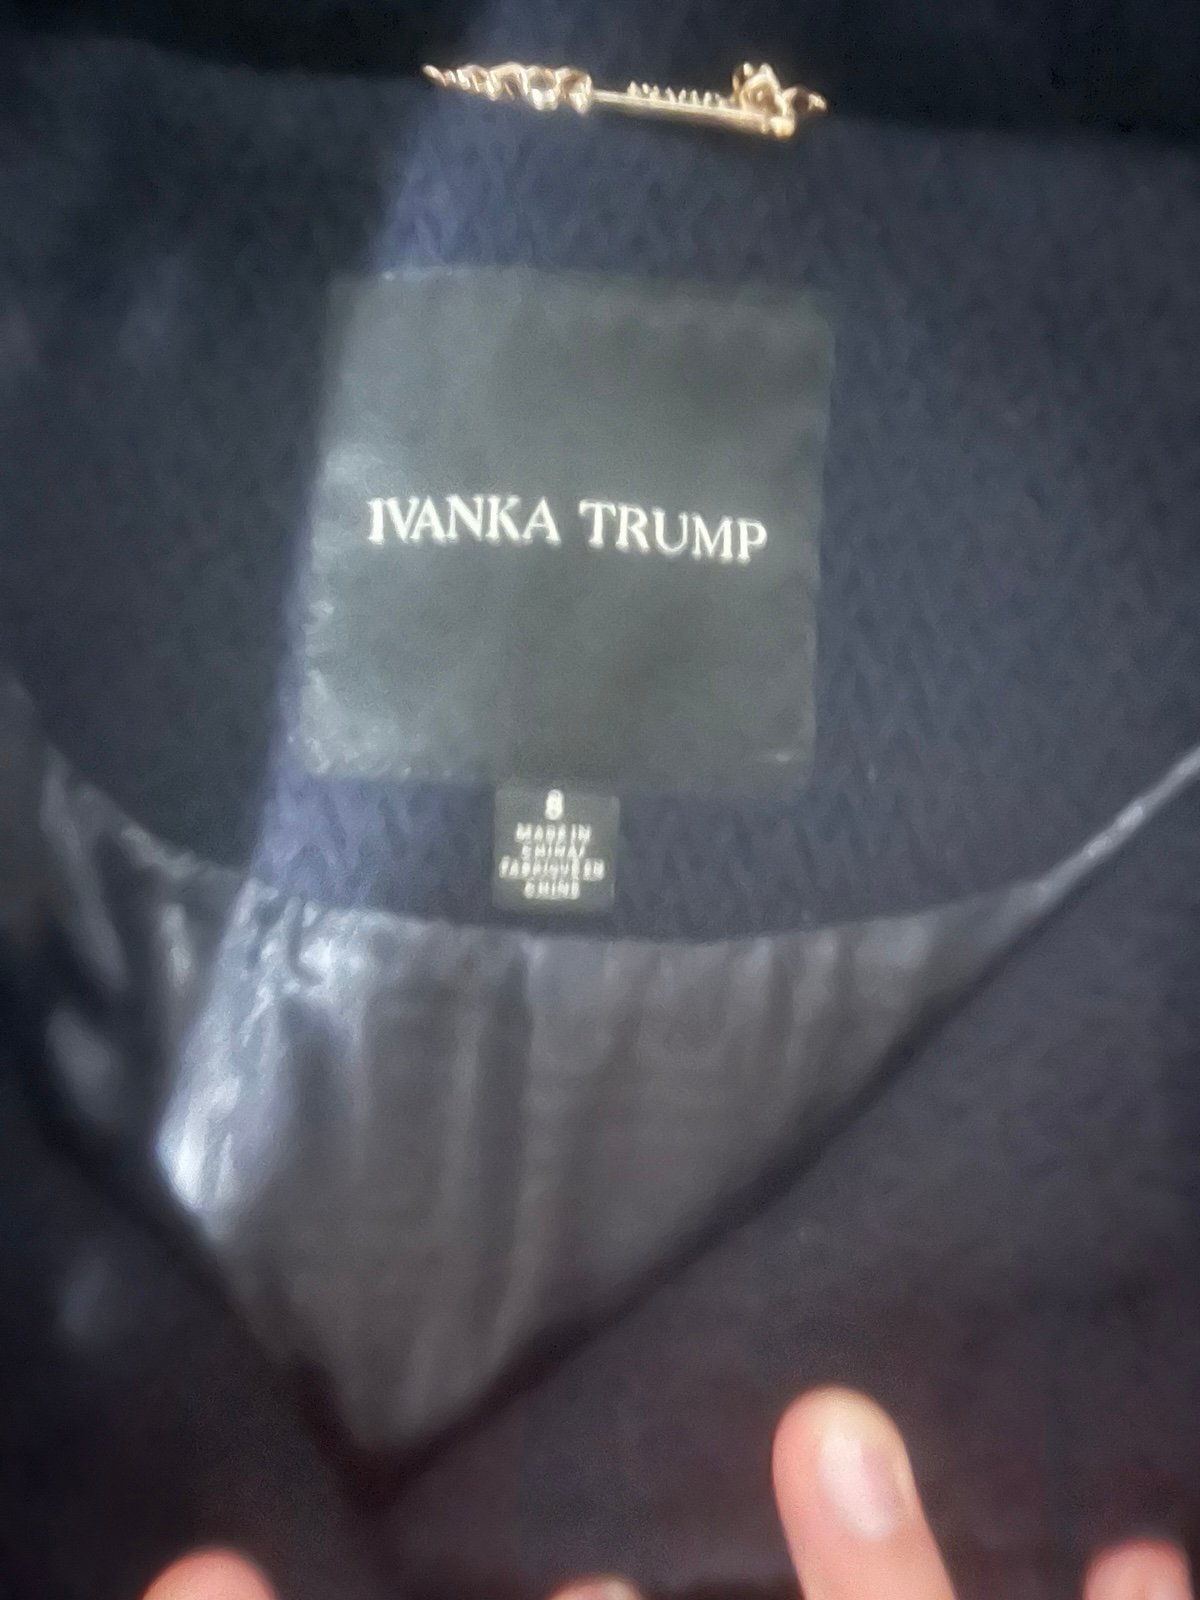 IVANKA TRUMP
8
MADE IN
CHINA/
FABRIQUE EN
CHINE